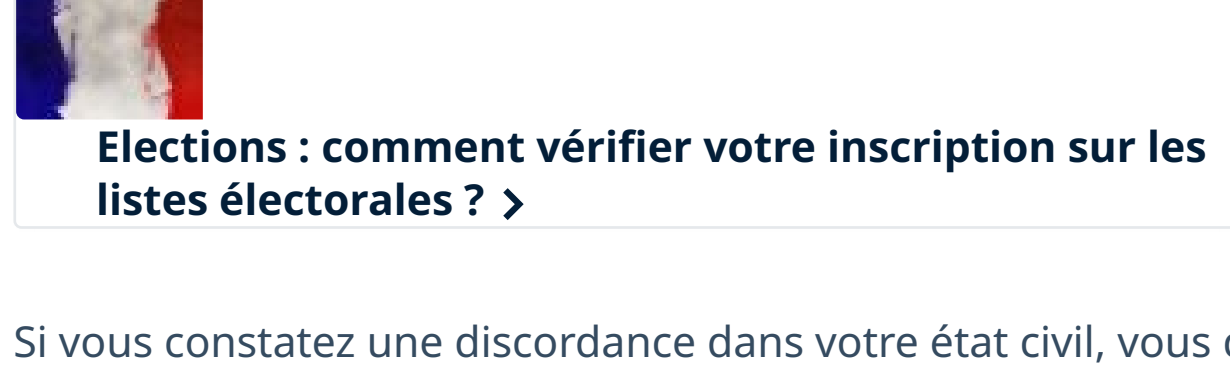 Elections : comment vérifier votre inscription sur les
listes électorales ?
Si vous constatez une discordance dans votre état civil, vous